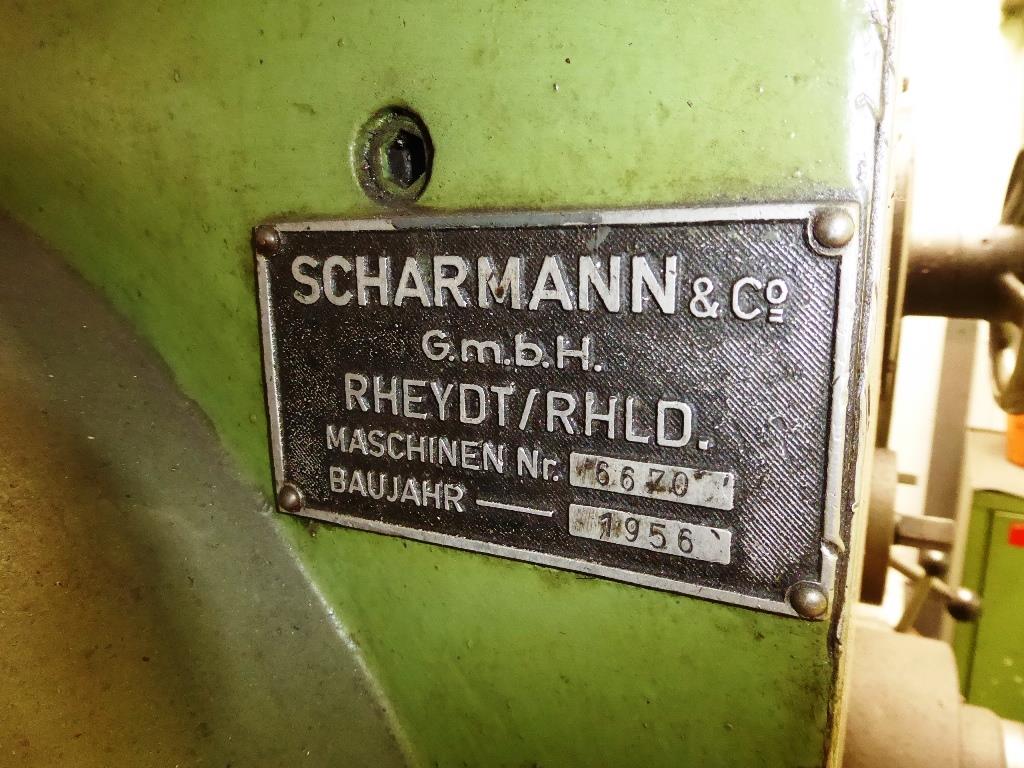 SCHARMANN & Co
G.m.b.H.
RHEYDT/RHLD.
MASCHINEN Nr. 6670
BAUJAHR — 1956